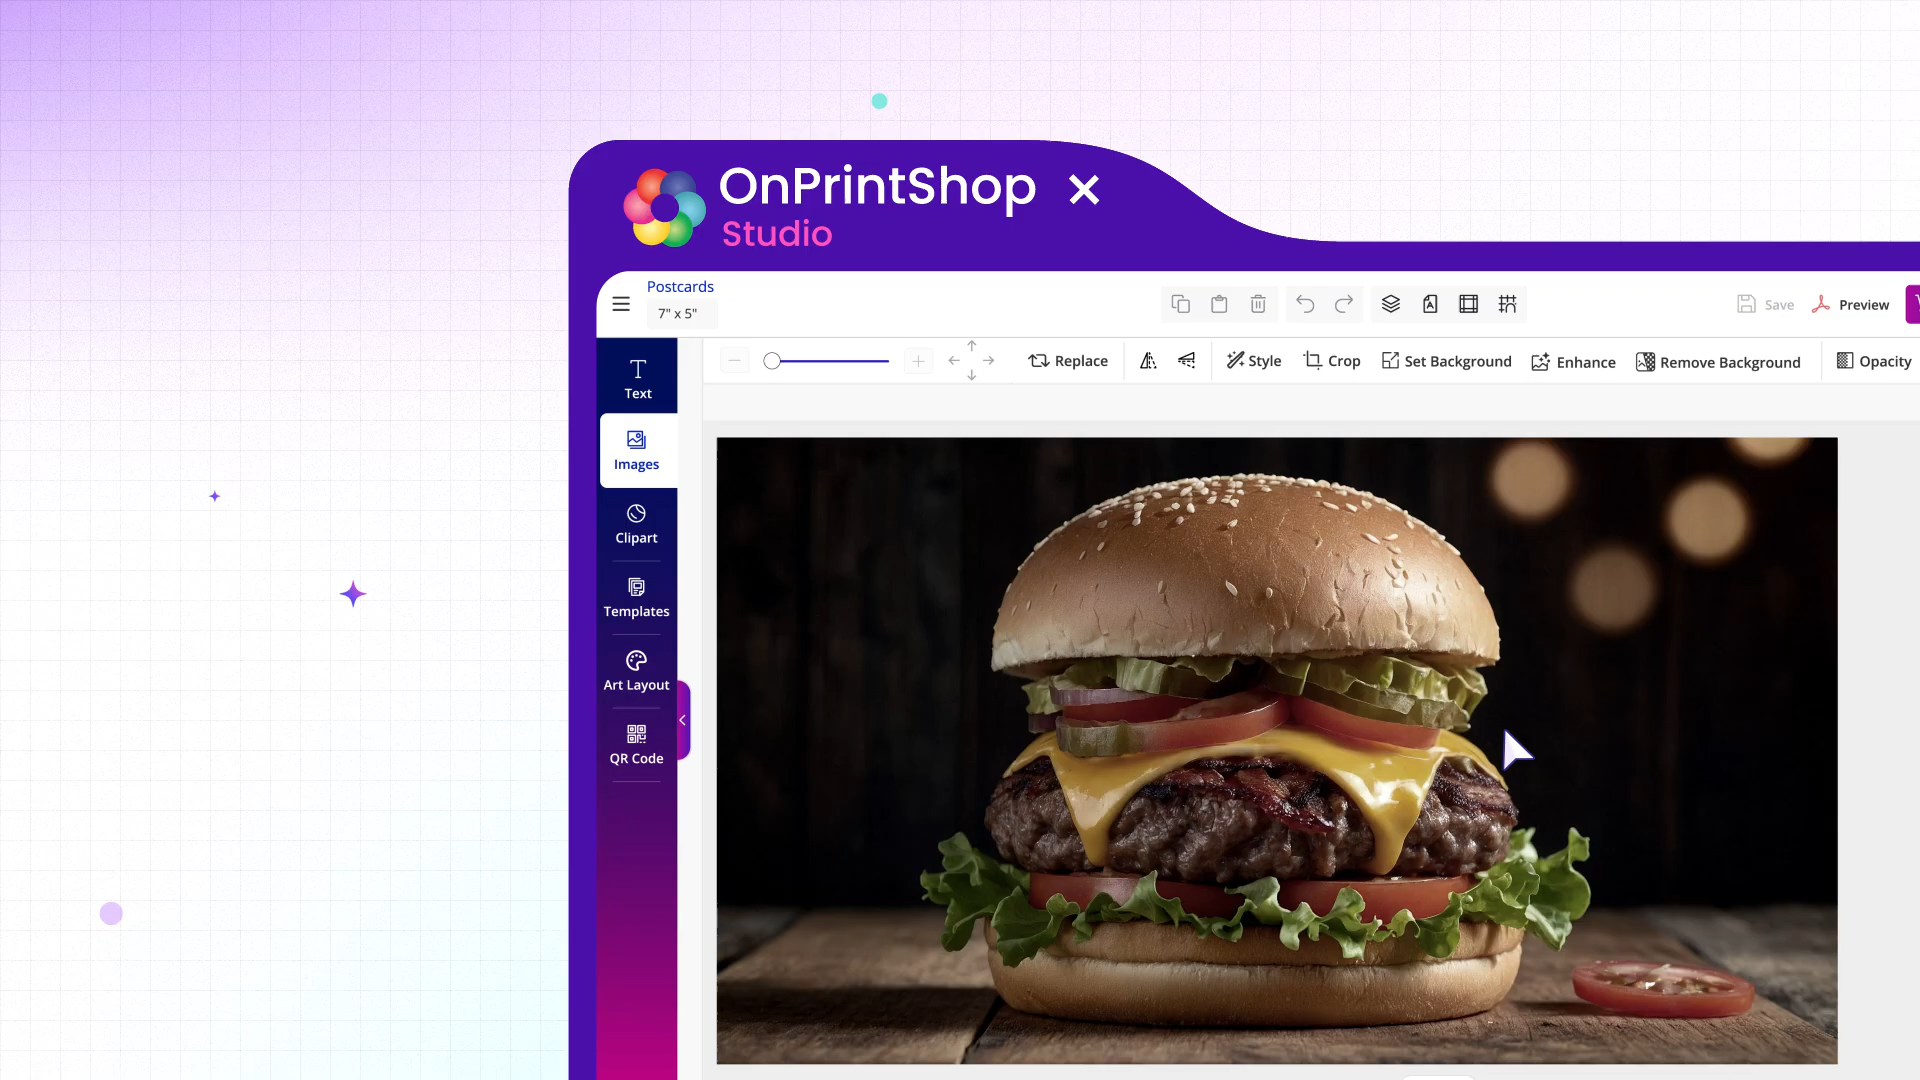 OnPrintShop
Studio
Postcards
7" x 5"
Save
Preview
Replace
Style
Crop
Set Background
Enhance
Remove Background
Opacity
Text
Images
Clipart
Templates
Art Layout
QR Code